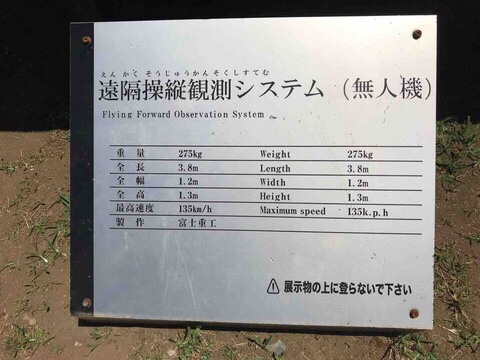 えんかくそうじゅうかんそくしすてむ
遠隔操縦観測システム（無人機）
Flying Forward Observation System
重量 275kg Weight 275kg
全長 3.8m Length 3.8m
全幅 1.2m Width 1.2m
全高 1.3m Height 1.3m
最高速度 135km/h Maximum speed 135k.p.h
製作 富士重工
⚠展示物の上に登らないで下さい